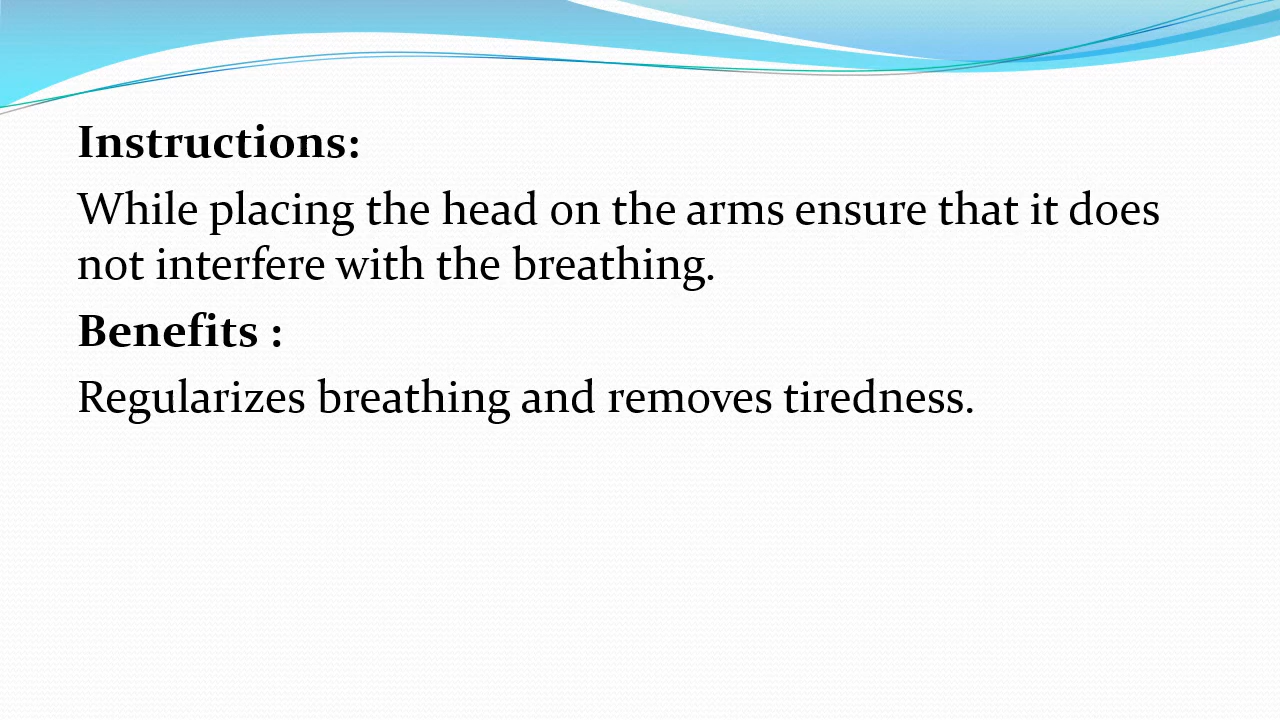 Instructions:
While placing the head on the arms ensure that it does
not interfere with the breathing.
Benefits :
Regularizes breathing and removes tiredness.